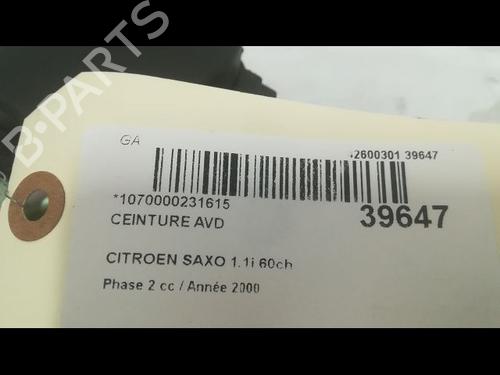 B-PARTS
GA
*2600301 39647
*1070000231615
39647
CEINTURE AVD
CITROEN SAXO 1.1i 60ch
Phase 2 cc / Année 2000